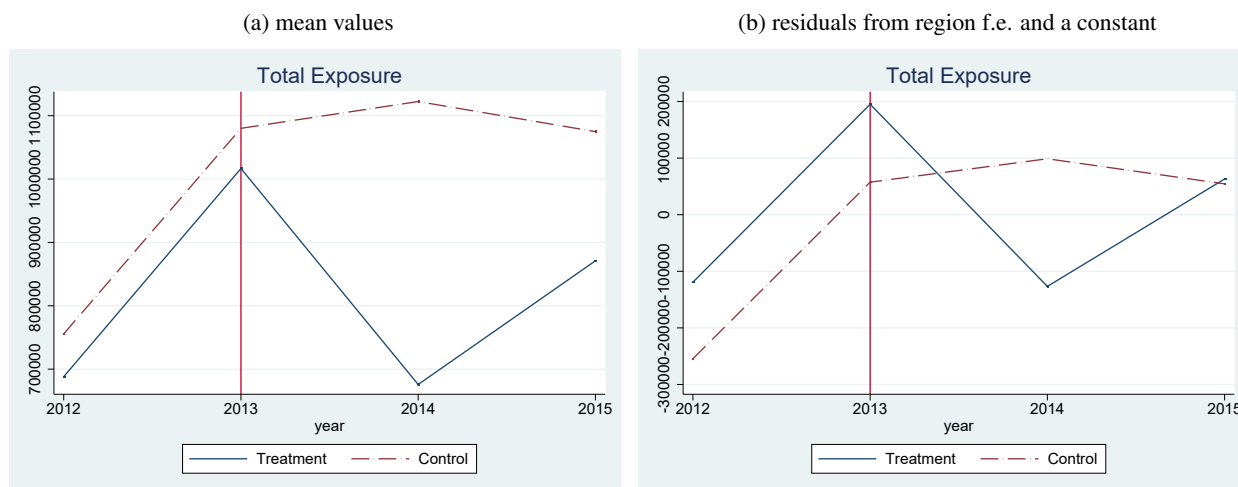 (a) mean values
Total Exposure
1100000
1000000
900000
800000
700000
2012 2013 2014 2015
year
Treatment Control
(b) residuals from region f.e. and a constant
Total Exposure
200000
100000
0
-100000
-200000
-300000
2012 2013 2014 2015
year
Treatment Control